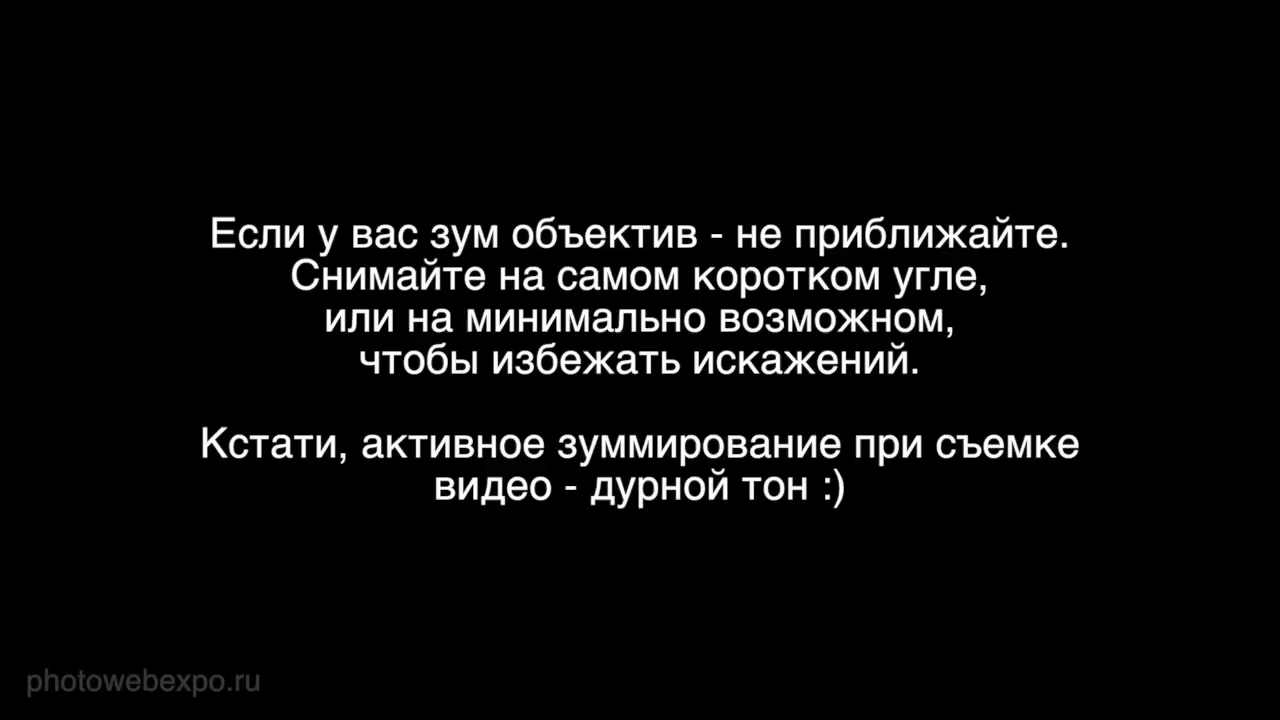 Если у вас зум объектив - не приближайте.
Снимайте на самом коротком угле,
или на минимально возможном,
чтобы избежать искажений.
Кстати, активное зуммирование при съемке
видео - дурной тон :)
photowebexpo.ru